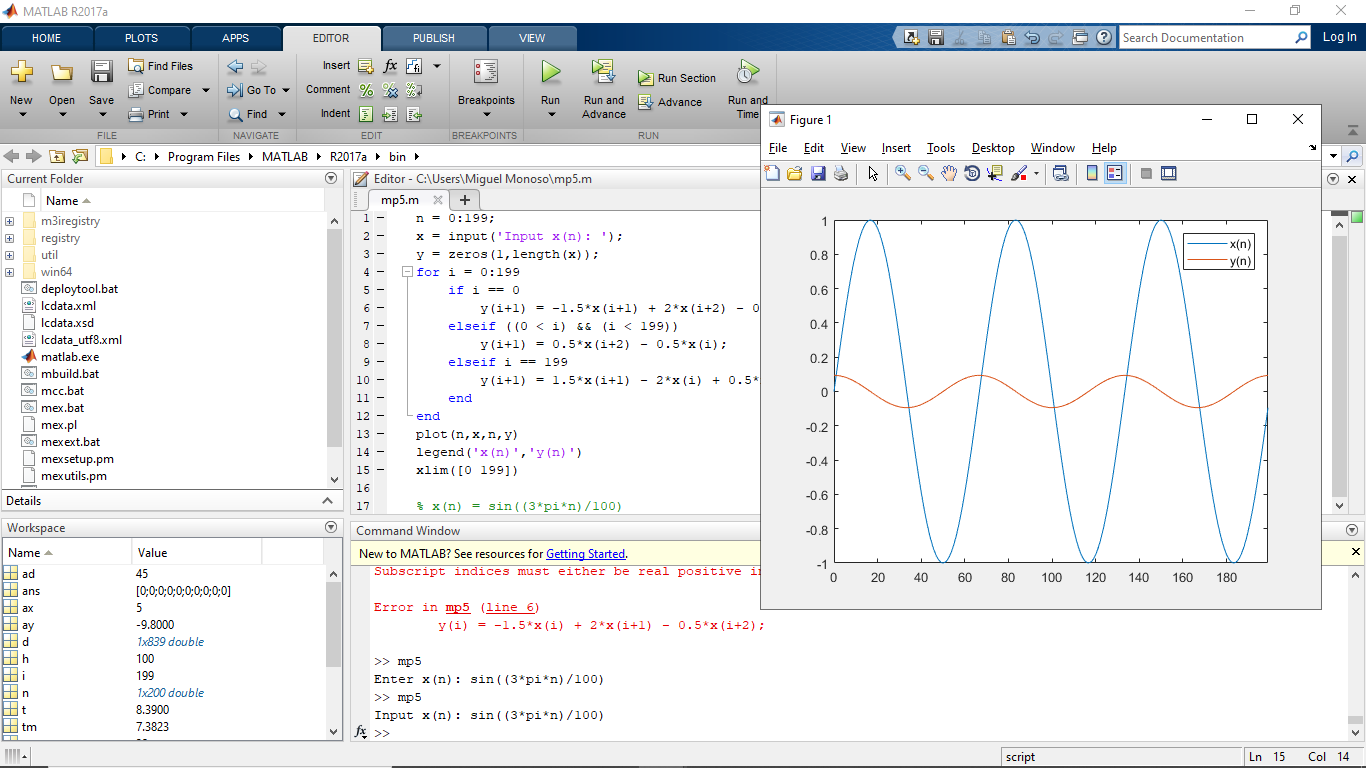 MATLAB R2017a
HOME PLOTS APPS EDITOR PUBLISH VIEW
Search Documentation Log In
New Open Save Find Files Compare Print
Go To Find
Insert Comment Indent fx
Breakpoints Run Run and Advance Run Section Advance Run and Time
FILE NAVIGATE EDIT BREAKPOINTS RUN
C: Program Files MATLAB R2017a bin
Current Folder
Name
m3iregistry
registry
util
win64
deploytool.bat
lcdata.xml
lcdata.xsd
lcdata_utf8.xml
matlab.exe
mbuild.bat
mcc.bat
mex.bat
mex.pl
mexext.bat
mexsetup.pm
mexutils.pm
Details
Workspace
Name Value
ad 45
ans [0;0;0;0;0;0;0;0;0;0]
ax 5
ay -9.8000
d 1x839 double
h 100
i 199
n 1x200 double
t 8.3900
tm 7.3823
Editor - C:\Users\Miguel Monoso\mp5.m
mp5.m
1 n = 0:199;
2 x = input('Input x(n): ');
3 y = zeros(1,length(x));
4 for i = 0:199
5 if i == 0
6 y(i+1) = -1.5*x(i+1) + 2*x(i+2) - 0
7 elseif ((0 < i) && (i < 199))
8 y(i+1) = 0.5*x(i+2) - 0.5*x(i);
9 elseif i == 199
10 y(i+1) = 1.5*x(i+1) - 2*x(i) + 0.5*
11 end
12 end
13 plot(n,x,n,y)
14 legend('x(n)','y(n)')
15 xlim([0 199])
16
17 % x(n) = sin((3*pi*n)/100)
Command Window
New to MATLAB? See resources for Getting Started.
Subscript indices must either be real positive in
Error in mp5 (line 6)
y(i) = -1.5*x(i) + 2*x(i+1) - 0.5*x(i+2);
>> mp5
Enter x(n): sin((3*pi*n)/100)
>> mp5
Input x(n): sin((3*pi*n)/100)
fx >>
Figure 1
File Edit View Insert Tools Desktop Window Help
1
0.8
0.6
0.4
0.2
0
-0.2
-0.4
-0.6
-0.8
-1
0 20 40 60 80 100 120 140 160 180
x(n)
y(n)
script Ln 15 Col 14